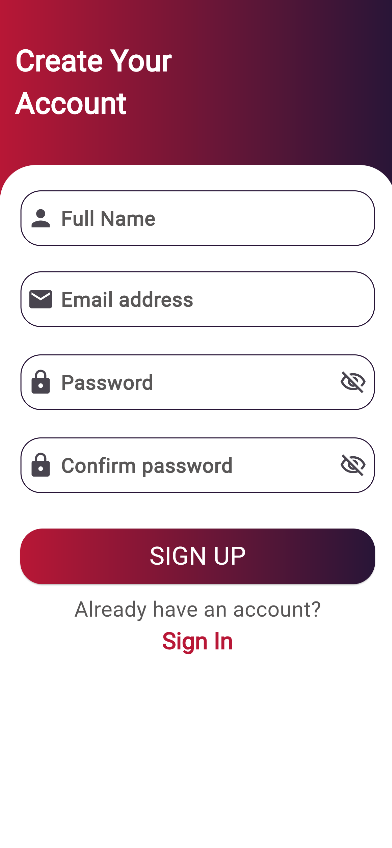 Create Your
Account
Full Name
Email address
Password
Confirm password
SIGN UP
Already have an account?
Sign In